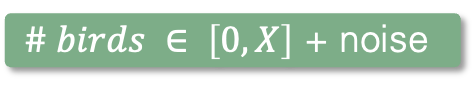 # birds ∈ [0, X] + noise